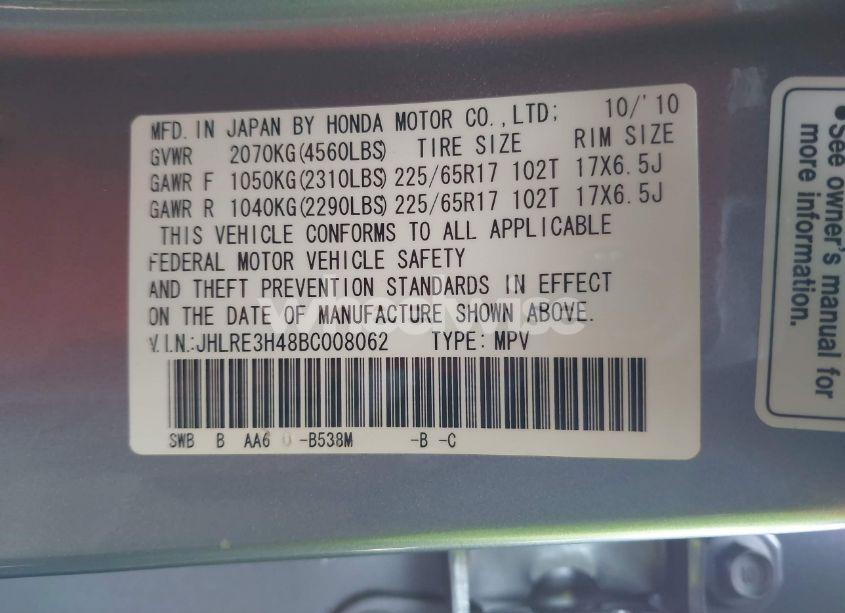 MFD. IN JAPAN BY HONDA MOTOR CO.,LTD; 10/'10
GVWR 2070KG(4560LBS) TIRE SIZE RIM SIZE
GAWR F 1050KG(2310LBS) 225/65R17 102T 17X6.5J
GAWR R 1040KG(2290LBS) 225/65R17 102T 17X6.5J
THIS VEHICLE CONFORMS TO ALL APPLICABLE
FEDERAL MOTOR VEHICLE SAFETY
AND THEFT PREVENTION STANDARDS IN EFFECT
ON THE DATE OF MANUFACTURE SHOWN ABOVE.
V.I.N.:JHLRE3H48BC008062 TYPE: MPV
SWB B AA6 0 -B538M -B -C
●See owner's manual for
more information.
Wheelwise